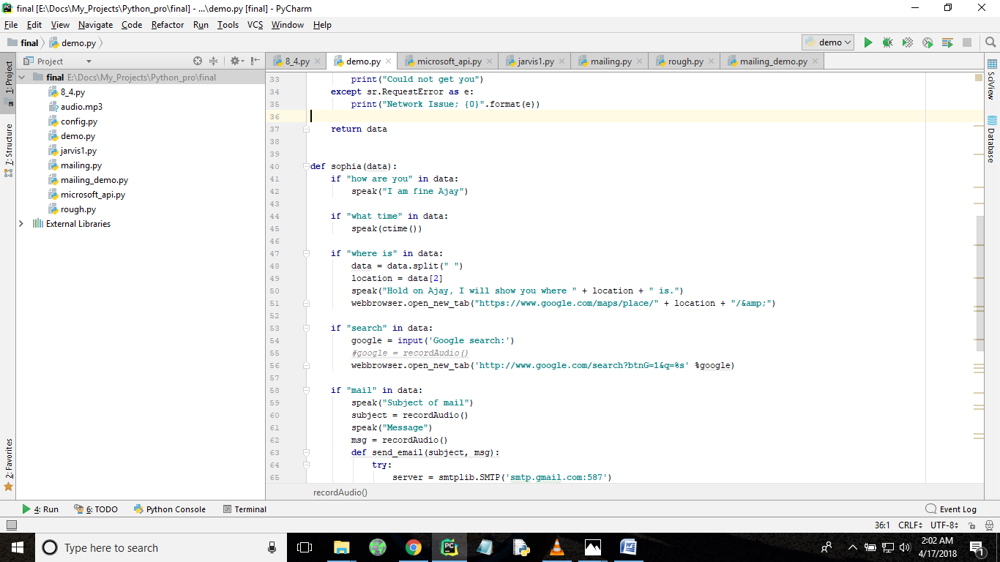 final [E:\Docs\My_Projects\Python_pro\final] - ...\demo.py [final] - PyCharm
File Edit View Navigate Code Refactor Run Tools VCS Window Help
final demo.py demo
Project 8_4.py demo.py microsoft_api.py jarvis1.py mailing.py rough.py mailing_demo.py
1: Project
7: Structure
2: Favorites
final E:\Docs\My_Projects\Python_pro\final
8_4.py
audio.mp3
config.py
demo.py
jarvis1.py
mailing.py
mailing_demo.py
microsoft_api.py
rough.py
External Libraries
33 print("Could not get you")
34 except sr.RequestError as e:
35 print("Network Issue; {0}".format(e))
36
37 return data
38
39
40 def sophia(data):
41 if "how are you" in data:
42 speak("I am fine Ajay")
43
44 if "what time" in data:
45 speak(ctime())
46
47 if "where is" in data:
48 data = data.split(" ")
49 location = data[2]
50 speak("Hold on Ajay, I will show you where " + location + " is.")
51 webbrowser.open_new_tab("https://www.google.com/maps/place/" + location + "/&amp;")
52
53 if "search" in data:
54 google = input('Google search:')
55 #google = recordAudio()
56 webbrowser.open_new_tab('http://www.google.com/search?btnG=1&q=%s' %google)
57
58 if "mail" in data:
59 speak("Subject of mail")
60 subject = recordAudio()
61 speak("Message")
62 msg = recordAudio()
63 def send_email(subject, msg):
64 try:
65 server = smtplib.SMTP('smtp.gmail.com:587')
recordAudio()
SciView
Database
4: Run 6: TODO Python Console Terminal Event Log
36:1 CRLF UTF-8
Type here to search
2:02 AM
4/17/2018
1